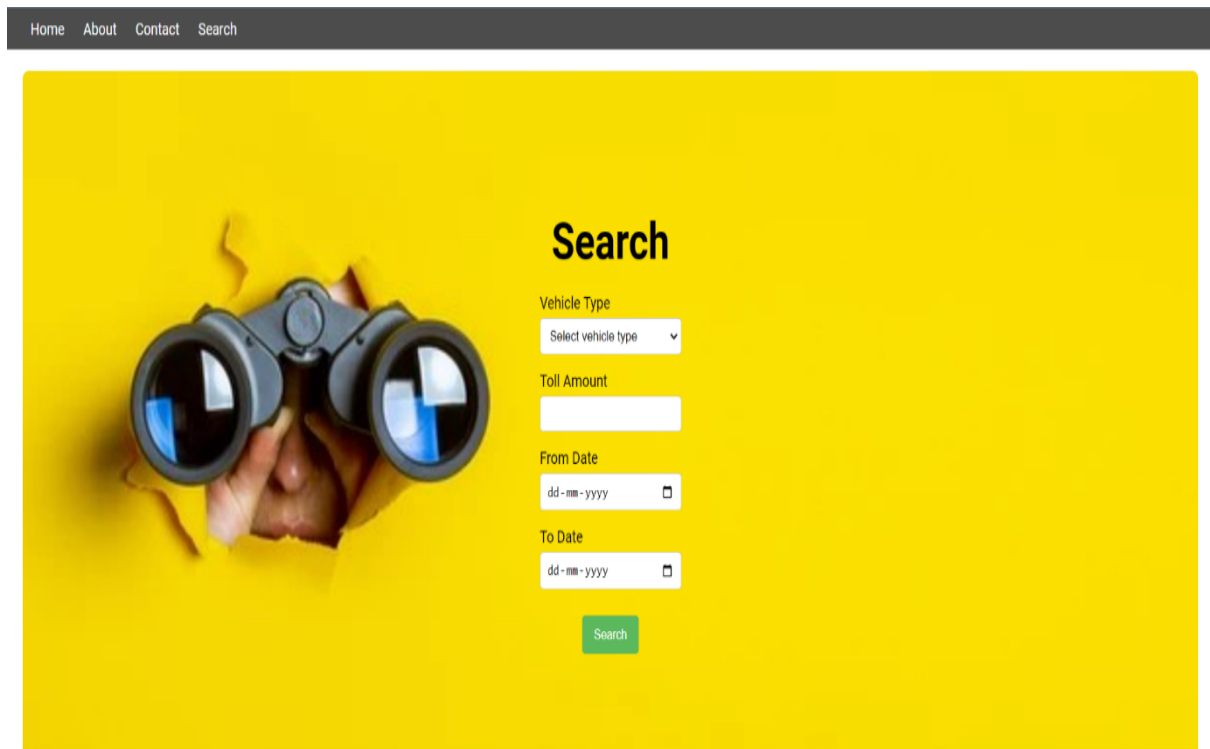 Home About Contact Search
Search
Vehicle Type
Select vehicle type
Toll Amount
From Date
dd-mm-yyyy
To Date
dd-mm-yyyy
Search